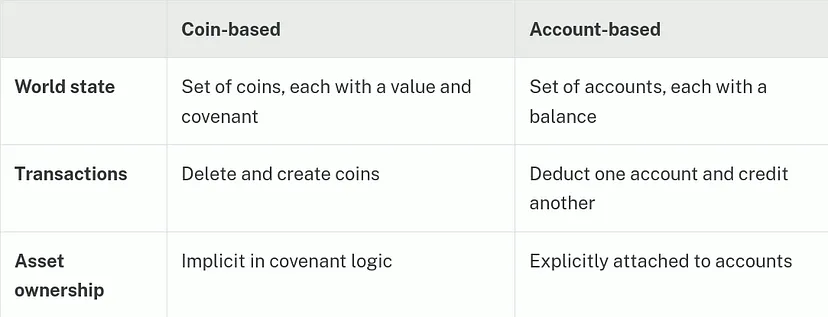 Coin-based Account-based
World state Set of coins, each with a value and Set of accounts, each with a
covenant balance
Transactions Delete and create coins Deduct one account and credit
another
Asset Implicit in covenant logic Explicitly attached to accounts
ownership